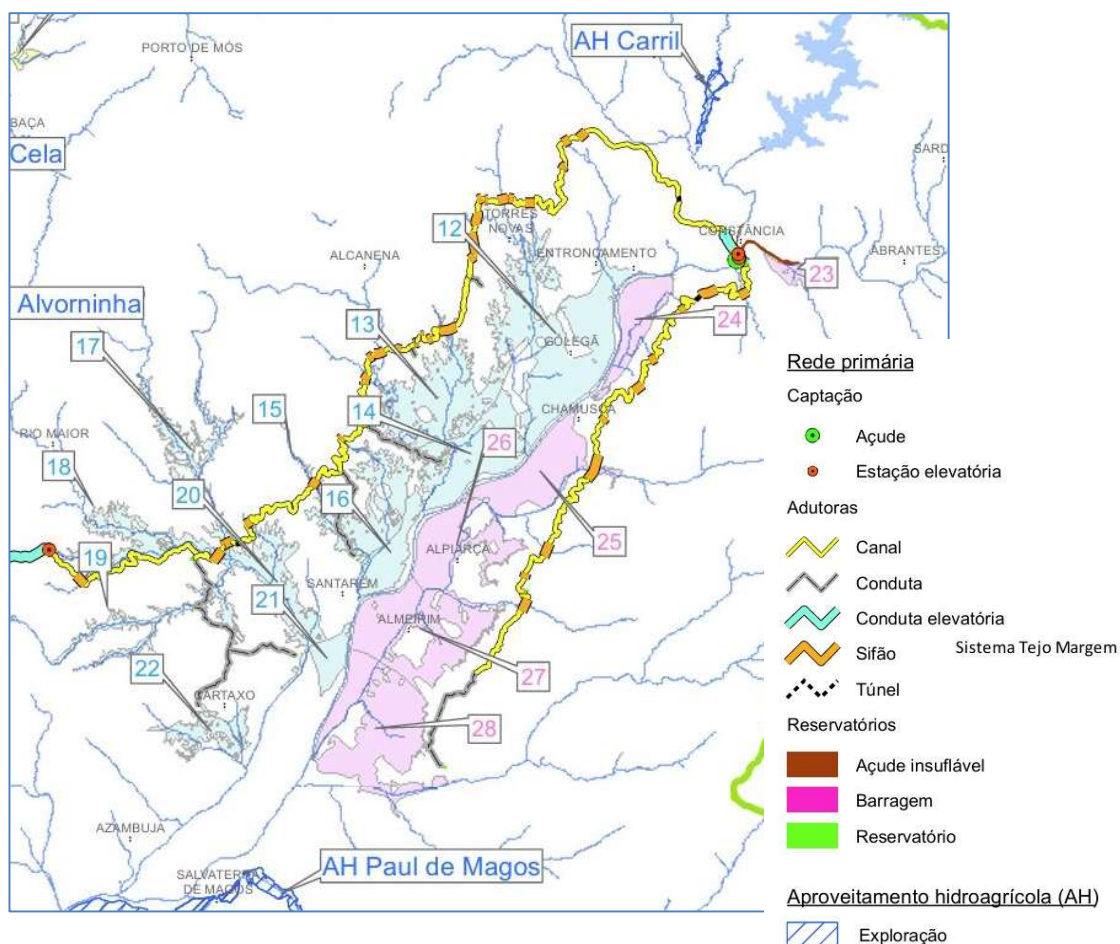 PORTO DE MÓS
AH Carril
BAÇA
Cela
SARD
12
TORRES
NOVAS
CONSTÂNCIA
ALCANENA
ENTRONCAMENTO
ABRANTES
23
Alvorninha
13
24
17
GOLEGÃ
15
14
26
CHAMUSCA
RIO MAIOR
18
20
16
25
19
ALPIARÇA
21
SANTARÉM
ALMEIRIM
22
27
CARTAXO
28
AZAMBUJA
SALVATERRA
DE MAGOS
AH Paul de Magos
Rede primária
Captação
Açude
Estação elevatória
Adutoras
Canal
Conduta
Conduta elevatória
Sifão
Sistema Tejo Margem
Túnel
Reservatórios
Açude insuflável
Barragem
Reservatório
Aproveitamento hidroagrícola (AH)
Exploração